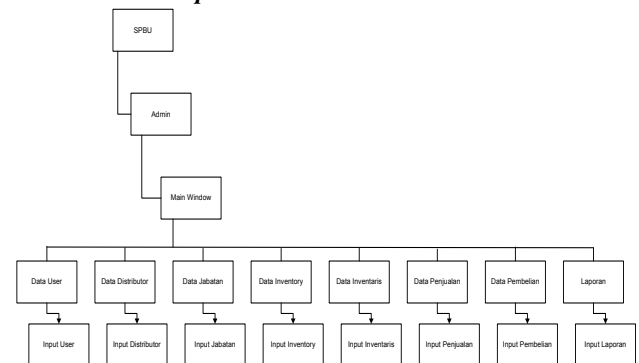 SPBU
Admin
Main Window
Data User
Data Distributor
Data Jabatan
Data Inventory
Data Inventaris
Data Penjualan
Data Pembelian
Laporan
Input User
Input Distributor
Input Jabatan
Input Inventory
Input Inventaris
Input Penjualan
Input Pembelian
Input Laporan